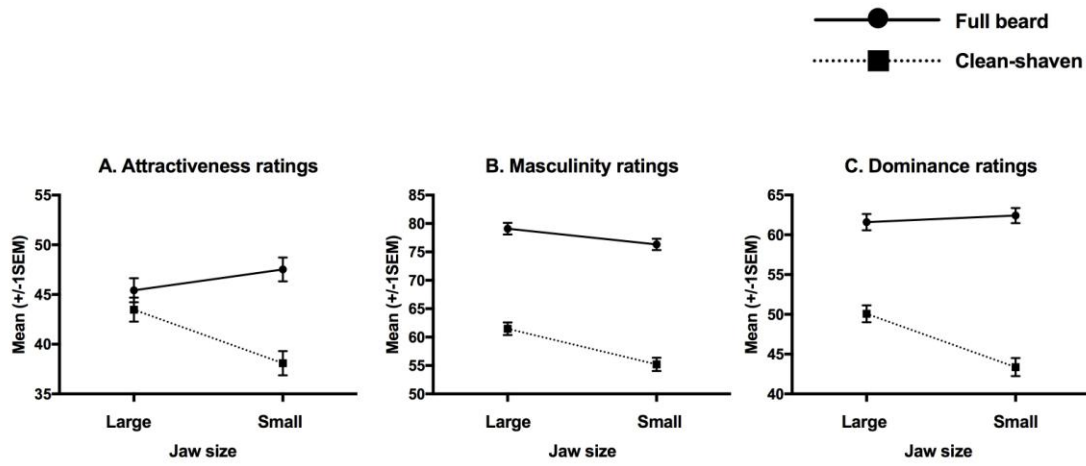 Full beard
Clean-shaven
A. Attractiveness ratings
Mean (+/-1SEM)
55
45
35
Large
Small
Jaw size
B. Masculinity ratings
Mean (+/-1SEM)
85
80
75
70
65
60
55
50
Large
Small
Jaw size
C. Dominance ratings
Mean (+/-1SEM)
65
60
55
50
45
40
Large
Small
Jaw size